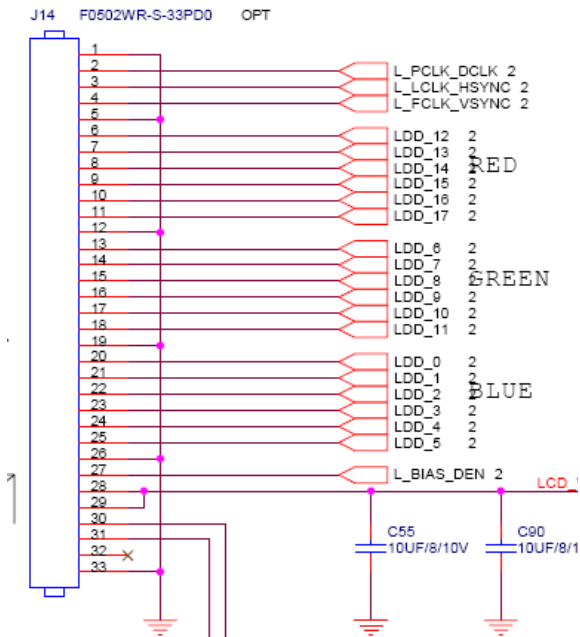 J14 F0502WR-S-33PD0 OPT
1
2 L_PCLK_DCLK 2
3 L_LCLK_HSYNC 2
4 L_FCLK_VSYNC 2
5
6 LDD_12 2
7 LDD_13 2
8 LDD_14 2 RED
9 LDD_15 2
10 LDD_16 2
11 LDD_17 2
12
13 LDD_6 2
14 LDD_7 2
15 LDD_8 2 GREEN
16 LDD_9 2
17 LDD_10 2
18 LDD_11 2
19
20 LDD_0 2
21 LDD_1 2
22 LDD_2 2 BLUE
23 LDD_3 2
24 LDD_4 2
25 LDD_5 2
26
27 L_BIAS_DEN 2
28 LCD_
29
30
31
32
33
C55
10UF/8/10V
C90
10UF/8/1